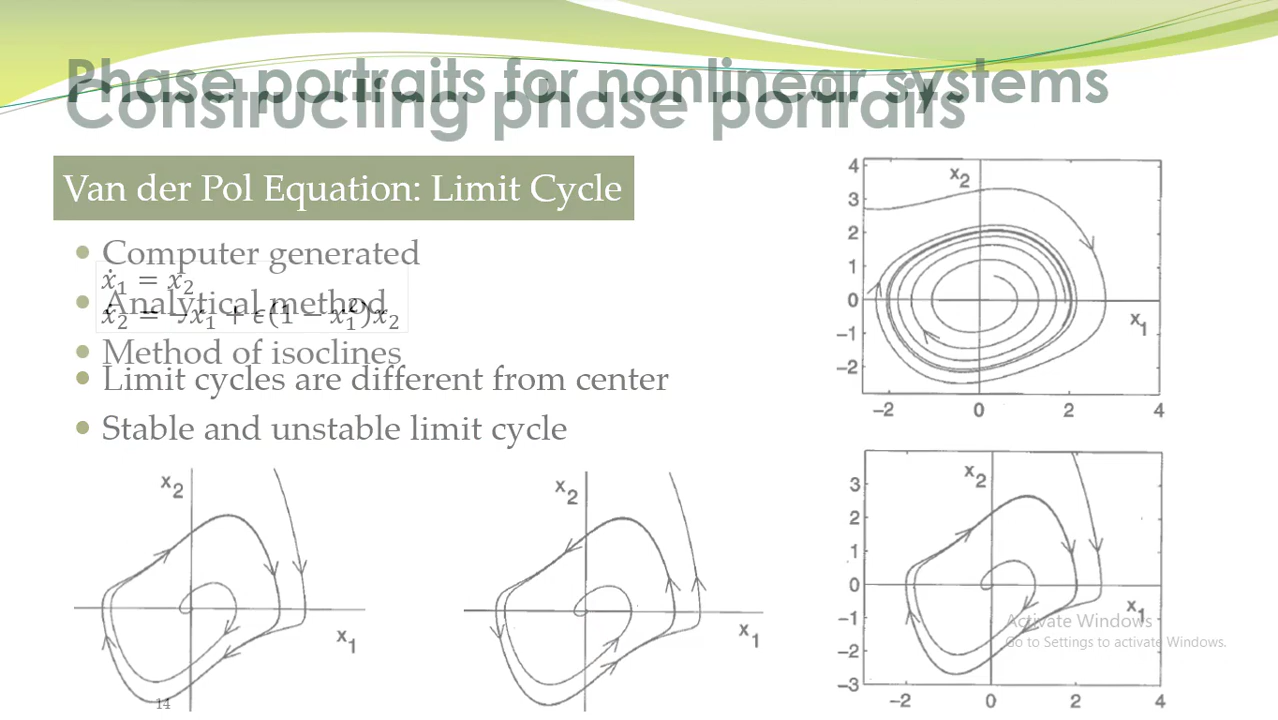 Phase portraits for nonlinear systems
Constructing phase portraits
Van der Pol Equation: Limit Cycle
Computer generated
ẋ₁ = x₂
Analytical method
ẋ₂ = −x₁ + ϵ(1 − x₁²)x₂
Method of isoclines
Limit cycles are different from center
Stable and unstable limit cycle
4
3
2
1
0
−1
−2
x₂
x₁
−2 0 2 4
x₂
x₁
x₂
x₁
3
2
1
0
−1
−2
−3
x₂
x₁
−2 0 2 4
Activate Windows
Go to Settings to activate Windows.
14